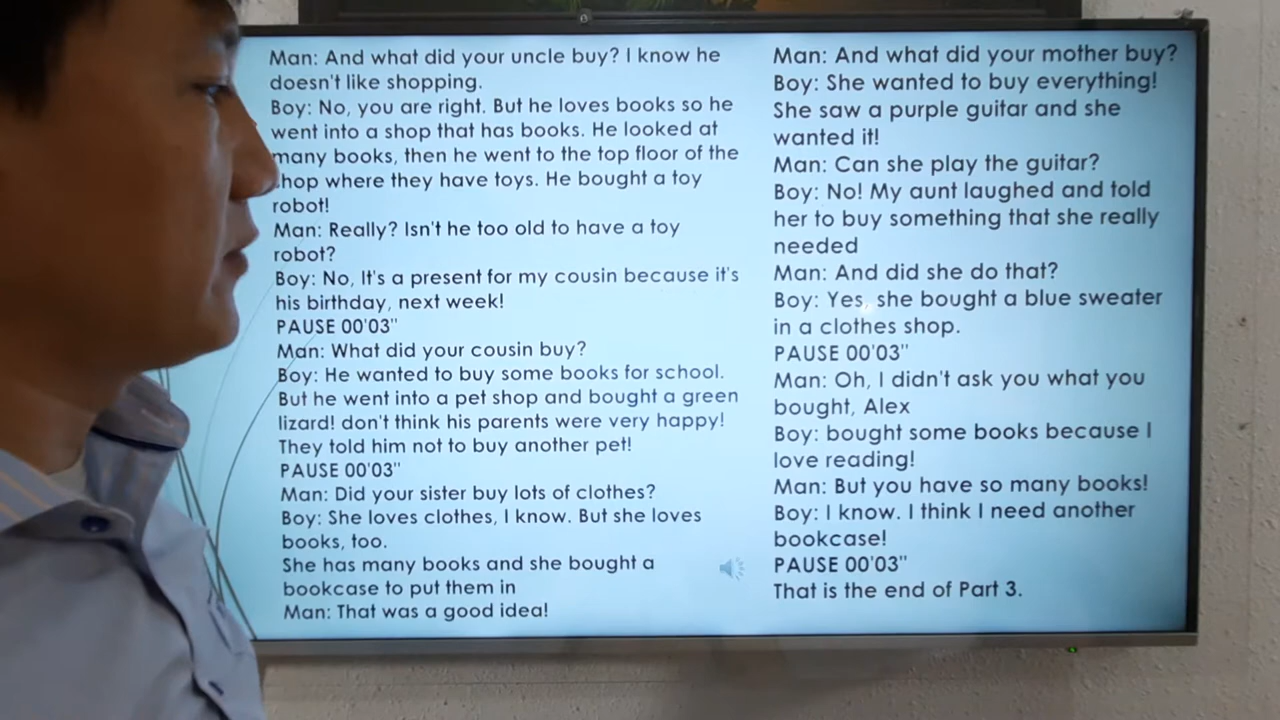 Man: And what did your uncle buy? I know he
doesn't like shopping.
Boy: No, you are right. But he loves books so he
went into a shop that has books. He looked at
many books, then he went to the top floor of the
shop where they have toys. He bought a toy
robot!
Man: Really? Isn't he too old to have a toy
robot?
Boy: No, It's a present for my cousin because it's
his birthday, next week!
PAUSE 00'03"
Man: What did your cousin buy?
Boy: He wanted to buy some books for school.
But he went into a pet shop and bought a green
lizard! don't think his parents were very happy!
They told him not to buy another pet!
PAUSE 00'03"
Man: Did your sister buy lots of clothes?
Boy: She loves clothes, I know. But she loves
books, too.
She has many books and she bought a
bookcase to put them in
Man: That was a good idea!
Man: And what did your mother buy?
Boy: She wanted to buy everything!
She saw a purple guitar and she
wanted it!
Man: Can she play the guitar?
Boy: No! My aunt laughed and told
her to buy something that she really
needed
Man: And did she do that?
Boy: Yes, she bought a blue sweater
in a clothes shop.
PAUSE 00'03"
Man: Oh, I didn't ask you what you
bought, Alex
Boy: bought some books because I
love reading!
Man: But you have so many books!
Boy: I know. I think I need another
bookcase!
PAUSE 00'03"
That is the end of Part 3.